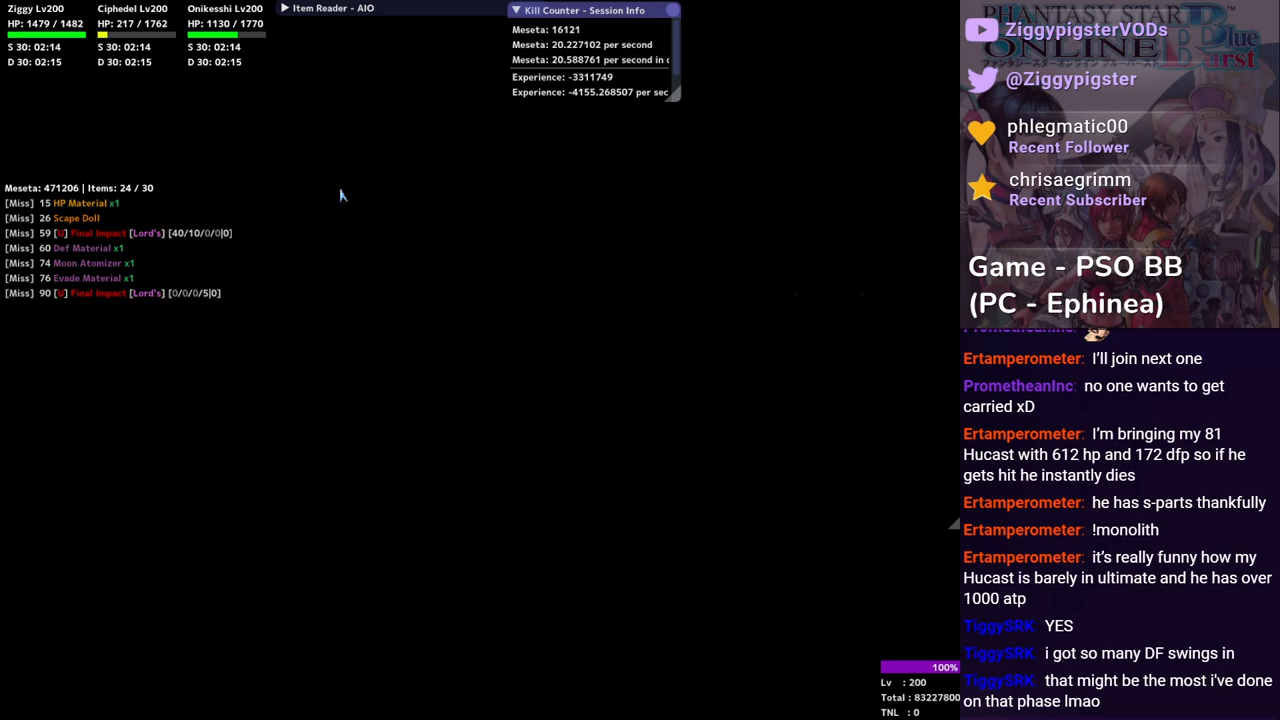 Ziggy Lv200
HP: 1479 / 1482
S 30: 02:14
D 30: 02:15
Ciphedel Lv200
HP: 217 / 1762
S 30: 02:14
D 30: 02:15
Onikesshi Lv200
HP: 1130 / 1770
S 30: 02:14
D 30: 02:15
Item Reader - AIO
Kill Counter - Session Info
Meseta: 16121
Meseta: 20.227102 per second
Meseta: 20.588761 per second in
Experience: -3311749
Experience: -4155.268507 per sec
Meseta: 471206 | Items: 24 / 30
[Miss] 15 HP Material x1
[Miss] 26 Scape Doll
[Miss] 59 [U] Final Impact [Lord's] [40/10/0/0|0]
[Miss] 60 Def Material x1
[Miss] 74 Moon Atomizer x1
[Miss] 76 Evade Material x1
[Miss] 90 [U] Final Impact [Lord's] [0/0/0/5|0]
100%
Lv : 200
Total : 83227800
TNL : 0
PHANTASY STAR
ONLINE Blue Burst
ZiggypigsterVODs
@Ziggypigster
phlegmatic00
Recent Follower
chrisaegrimm
Recent Subscriber
Game - PSO BB
(PC - Ephinea)
Ertamperometer: I'll join next one
PrometheanInc: no one wants to get
carried xD
Ertamperometer: I'm bringing my 81
Hucast with 612 hp and 172 dfp so if he
gets hit he instantly dies
Ertamperometer: he has s-parts thankfully
Ertamperometer: !monolith
Ertamperometer: it's really funny how my
Hucast is barely in ultimate and he has over
1000 atp
TiggySRK: YES
TiggySRK: i got so many DF swings in
TiggySRK: that might be the most i've done
on that phase lmao